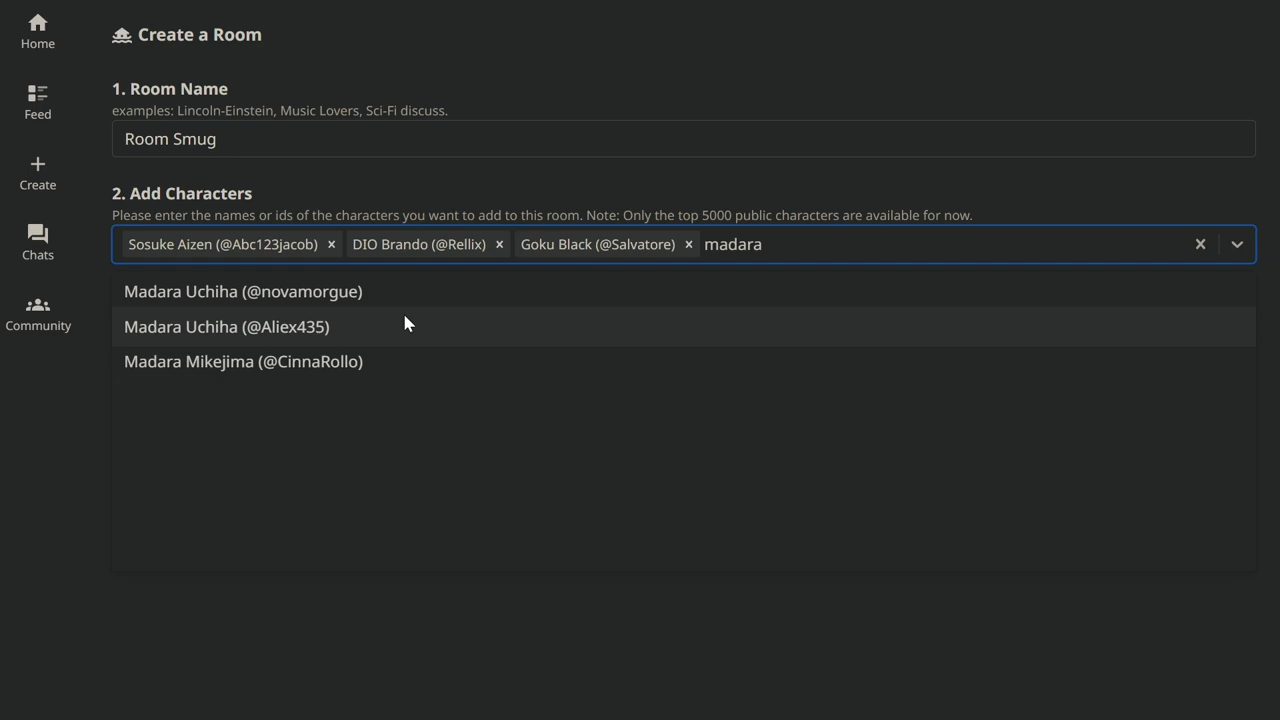 Home
Feed
Create
Chats
Community
Create a Room
1. Room Name
examples: Lincoln-Einstein, Music Lovers, Sci-Fi discuss.
Room Smug
2. Add Characters
Please enter the names or ids of the characters you want to add to this room. Note: Only the top 5000 public characters are available for now.
Sosuke Aizen (@Abc123jacob) × DIO Brando (@Rellix) × Goku Black (@Salvatore) × madara
Madara Uchiha (@novamorgue)
Madara Uchiha (@Aliex435)
Madara Mikejima (@CinnaRollo)